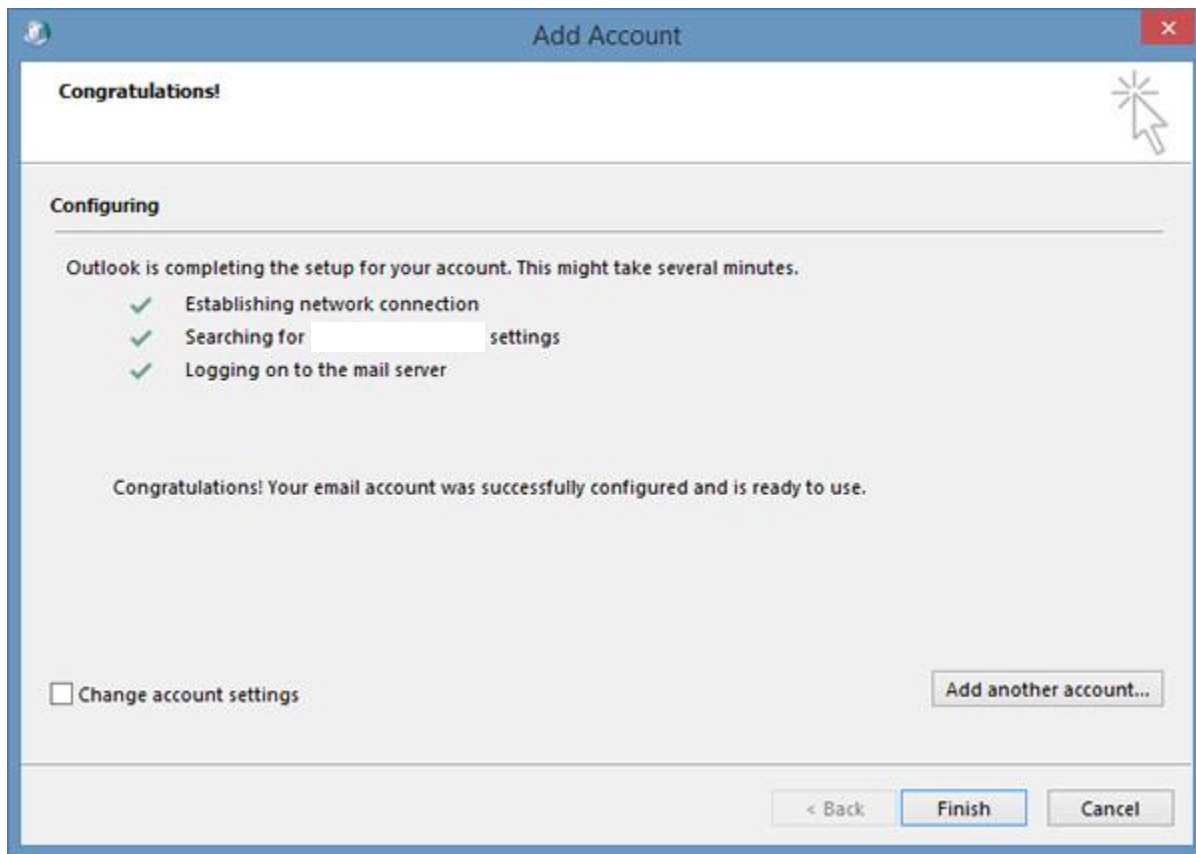 Add Account
Congratulations!
Configuring
Outlook is completing the setup for your account. This might take several minutes.
Establishing network connection
Searching for settings
Logging on to the mail server
Congratulations! Your email account was successfully configured and is ready to use.
Change account settings
Add another account...
< Back Finish Cancel